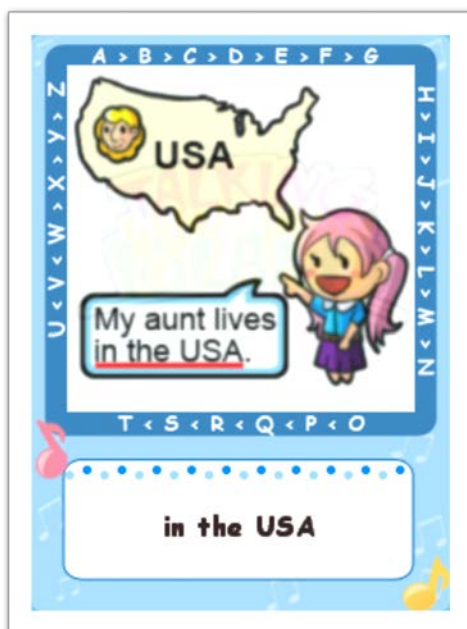 A > B > C > D > E > F > G
H > I > J > K > L > M > N
O > P > Q > R > S > T
U > V > W > X > Y > Z
USA
My aunt lives
in the USA.
in the USA